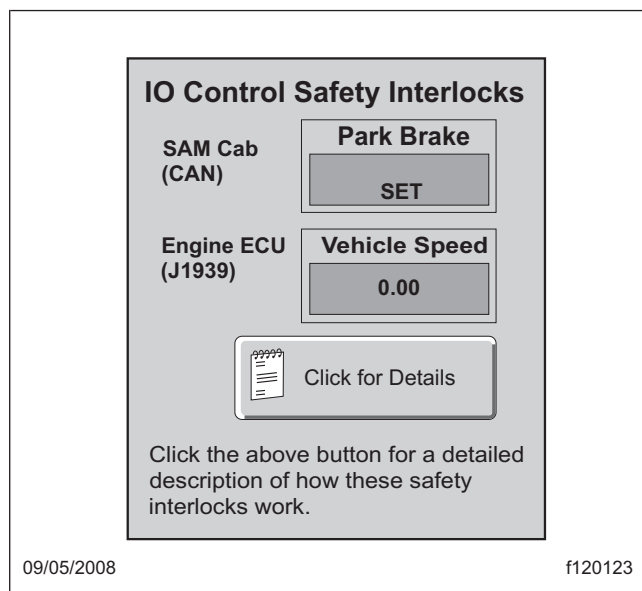 IO Control Safety Interlocks
SAM Cab
(CAN)
Park Brake
SET
Engine ECU
(J1939)
Vehicle Speed
0.00
Click for Details
Click the above button for a detailed
description of how these safety
interlocks work.
09/05/2008
f120123